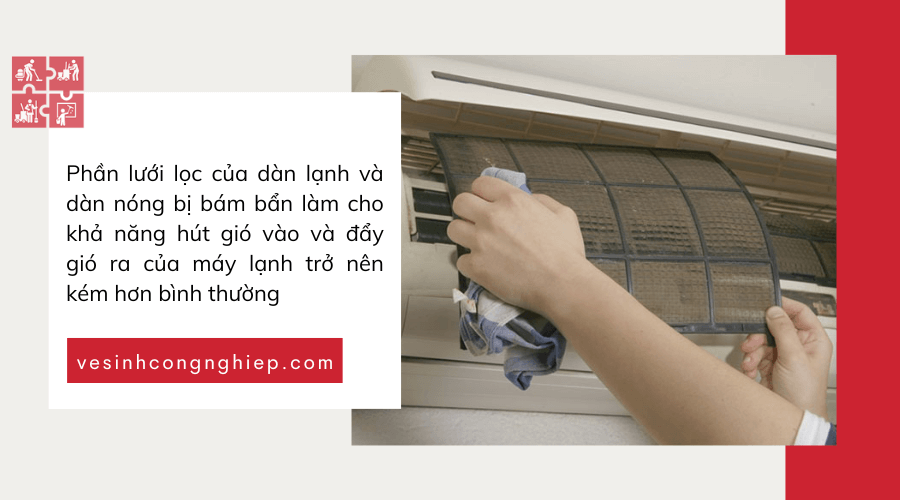 Phần lưới lọc của dàn lạnh và
dàn nóng bị bám bẩn làm cho
khả năng hút gió vào và đẩy
gió ra của máy lạnh trở nên
kém hơn bình thường
vesinhcongnghiep.com